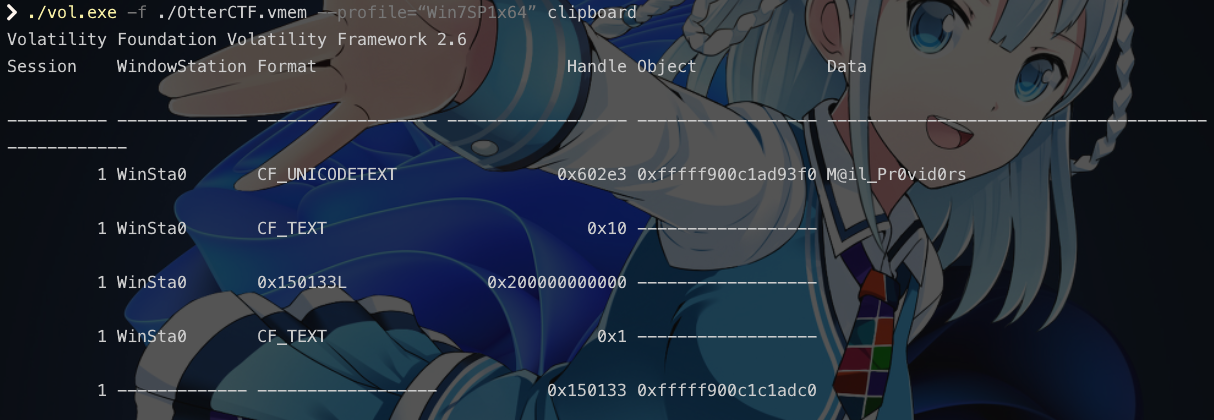 ❯ ./vol.exe -f ./OtterCTF.vmem --profile=“Win7SP1x64” clipboard
Volatility Foundation Volatility Framework 2.6
Session    WindowStation Format                         Handle Object             Data
---------- ------------- ------------------ ------------------ ------------------ --------------------------------------
------------
         1 WinSta0       CF_UNICODETEXT                0x602e3 0xfffff900c1ad93f0 M@il_Pr0vid0rs
         1 WinSta0       CF_TEXT                          0x10 ------------------
         1 WinSta0       0x150133L              0x200000000000 ------------------
         1 WinSta0       CF_TEXT                           0x1 ------------------
         1 ------------- ------------------           0x150133 0xfffff900c1c1adc0